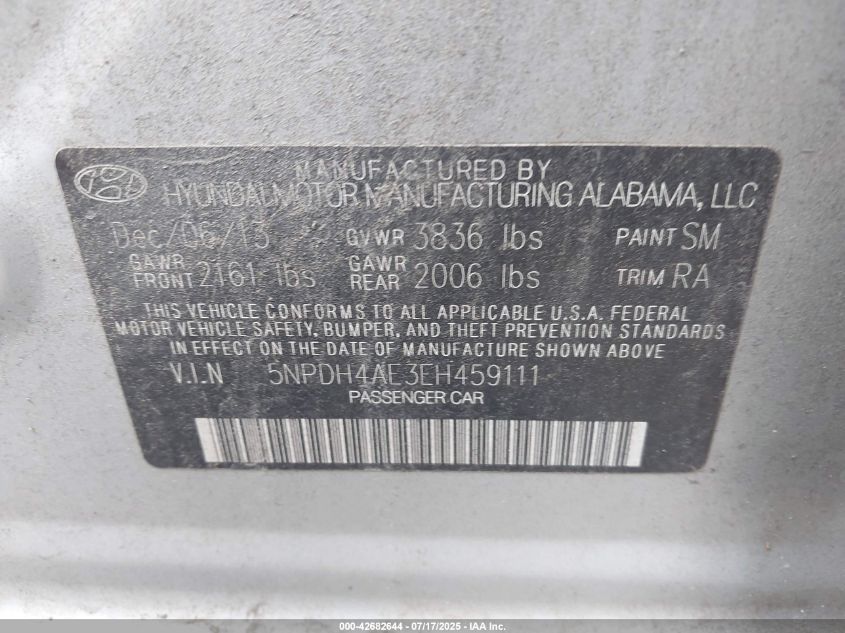 MANUFACTURED BY
HYUNDAI MOTOR MANUFACTURING ALABAMA, LLC
Dec/06/13 GVWR 3836 lbs PAINT SM
GAWR FRONT 2161 lbs GAWR REAR 2006 lbs TRIM RA
THIS VEHICLE CONFORMS TO ALL APPLICABLE U.S.A. FEDERAL
MOTOR VEHICLE SAFETY, BUMPER, AND THEFT PREVENTION STANDARDS
IN EFFECT ON THE DATE OF MANUFACTURE SHOWN ABOVE
V.I.N 5NPDH4AE3EH459111
PASSENGER CAR
000-42682644 - 07/17/2025 - IAA Inc.